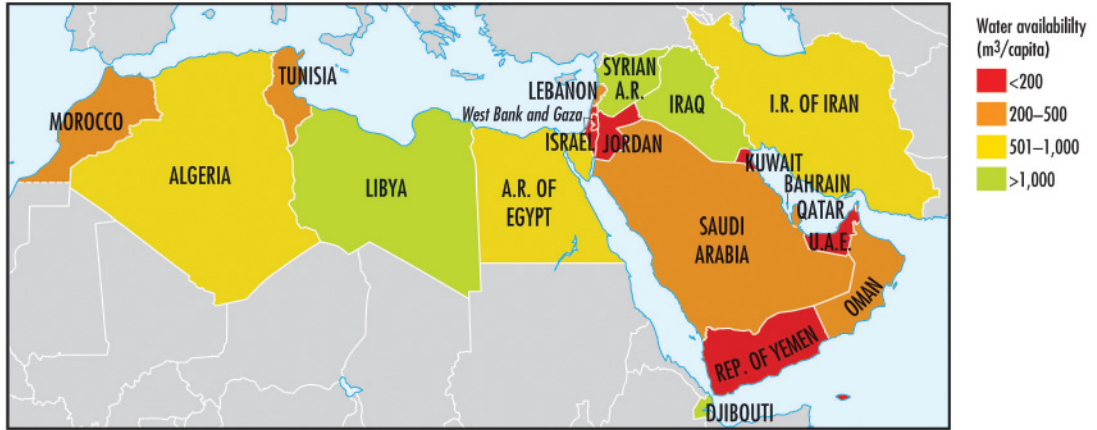 MOROCCO
ALGERIA
TUNISIA
LIBYA
A.R. OF
EGYPT
LEBANON
West Bank and Gaza
ISRAEL
SYRIAN
A.R.
JORDAN
IRAQ
I.R. OF IRAN
KUWAIT
BAHRAIN
QATAR
U.A.E.
SAUDI
ARABIA
OMAN
REP. OF YEMEN
DJIBOUTI
Water availabililty
(m3/capita)
<200
200–500
501–1,000
>1,000